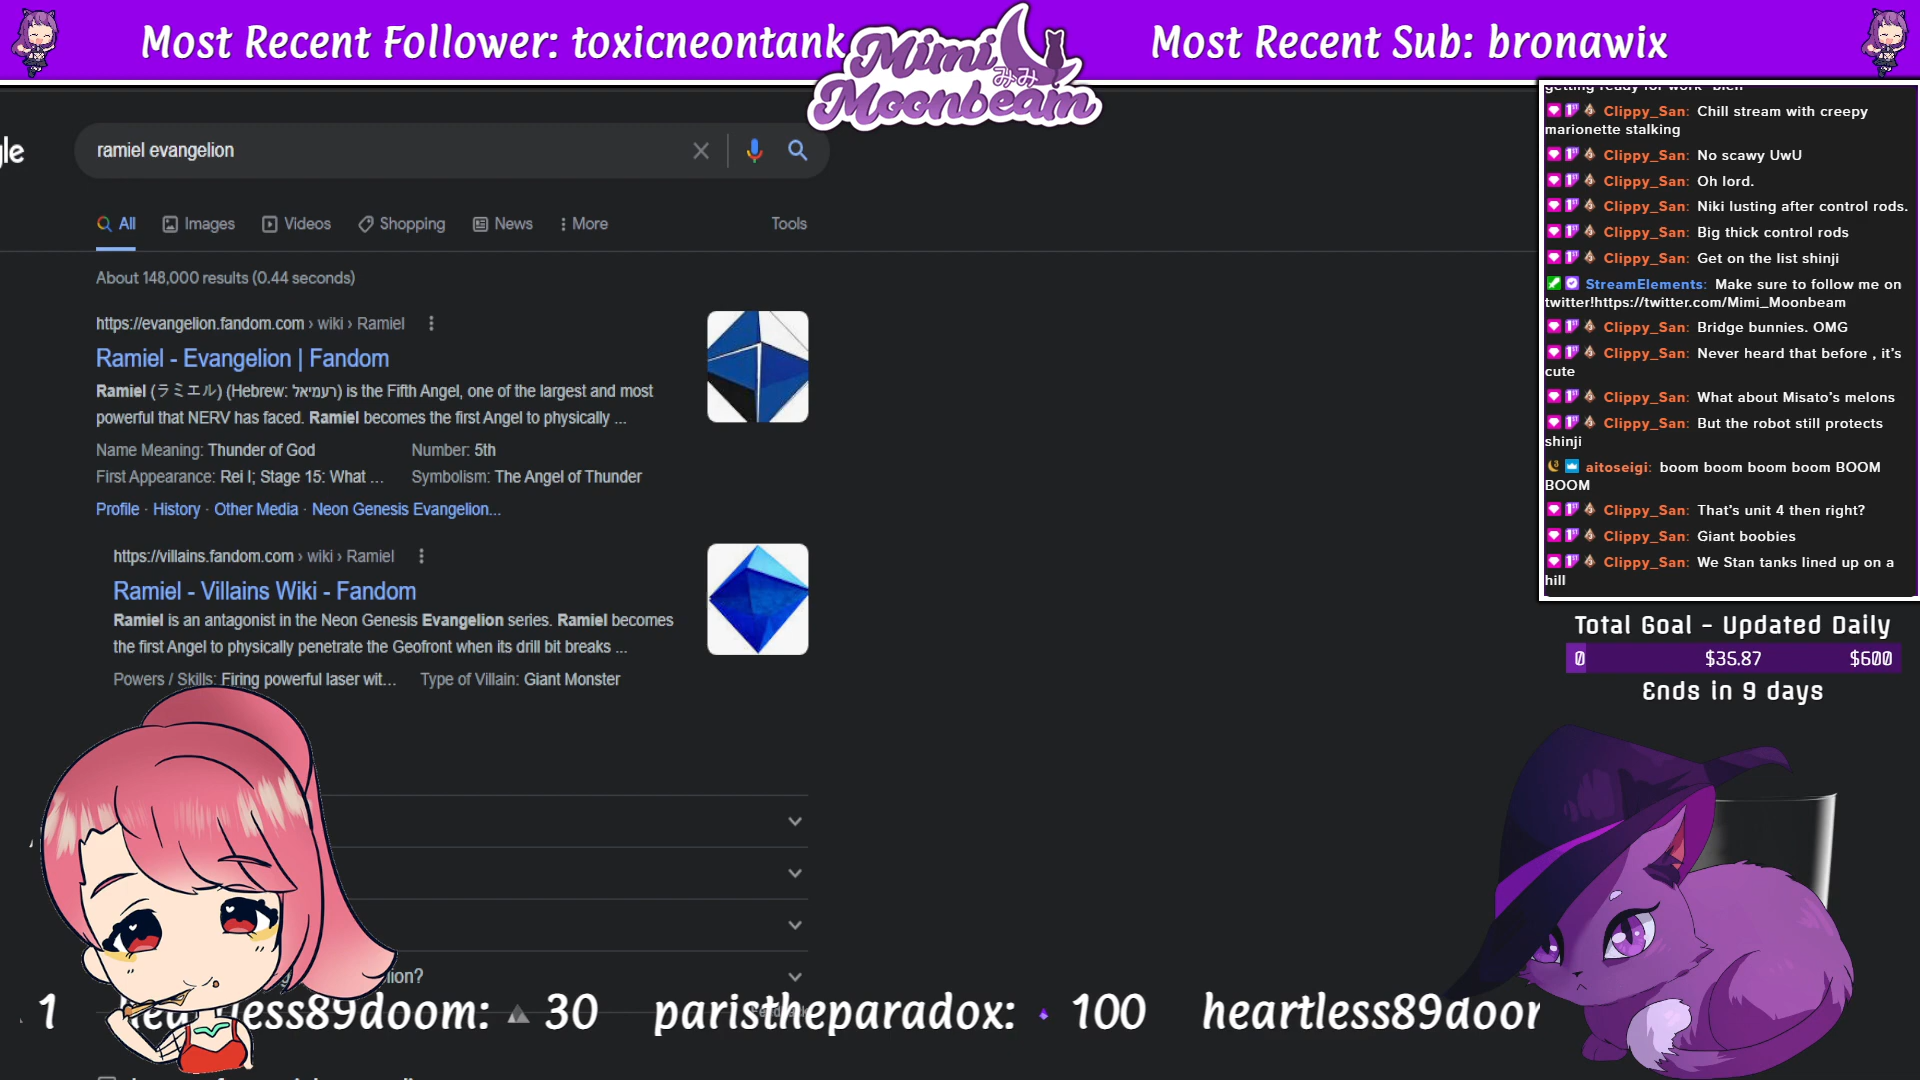 Most Recent Follower: toxicneontank
Mimi
みみ
Moonbeam
Most Recent Sub: bronawix
ramiel evangelion
All
Images
Videos
Shopping
News
More
Tools
About 148,000 results (0.44 seconds)
https://evangelion.fandom.com › wiki › Ramiel
Ramiel - Evangelion | Fandom
Ramiel (ラミエル) (Hebrew: רעמיאל) is the Fifth Angel, one of the largest and most
powerful that NERV has faced. Ramiel becomes the first Angel to physically ...
Name Meaning: Thunder of God
Number: 5th
First Appearance: Rei I; Stage 15: What ...
Symbolism: The Angel of Thunder
Profile · History · Other Media · Neon Genesis Evangelion...
https://villains.fandom.com › wiki › Ramiel
Ramiel - Villains Wiki - Fandom
Ramiel is an antagonist in the Neon Genesis Evangelion series. Ramiel becomes
the first Angel to physically penetrate the Geofront when its drill bit breaks ...
Powers / Skills: Firing powerful laser wit...
Type of Villain: Giant Monster
1
heartless89doom: 30
paristheparadox: 100
heartless89door
getting ready for work
Clippy_San: Chill stream with creepy
marionette stalking
Clippy_San: No scawy UwU
Clippy_San: Oh lord.
Clippy_San: Niki lusting after control rods.
Clippy_San: Big thick control rods
Clippy_San: Get on the list shinji
StreamElements: Make sure to follow me on
twitter!https://twitter.com/Mimi_Moonbeam
Clippy_San: Bridge bunnies. OMG
Clippy_San: Never heard that before , it's
cute
Clippy_San: What about Misato's melons
Clippy_San: But the robot still protects
shinji
aitoseigi: boom boom boom boom BOOM
BOOM
Clippy_San: That's unit 4 then right?
Clippy_San: Giant boobies
Clippy_San: We Stan tanks lined up on a
hill
Total Goal - Updated Daily
0 $35.87 $600
Ends in 9 days